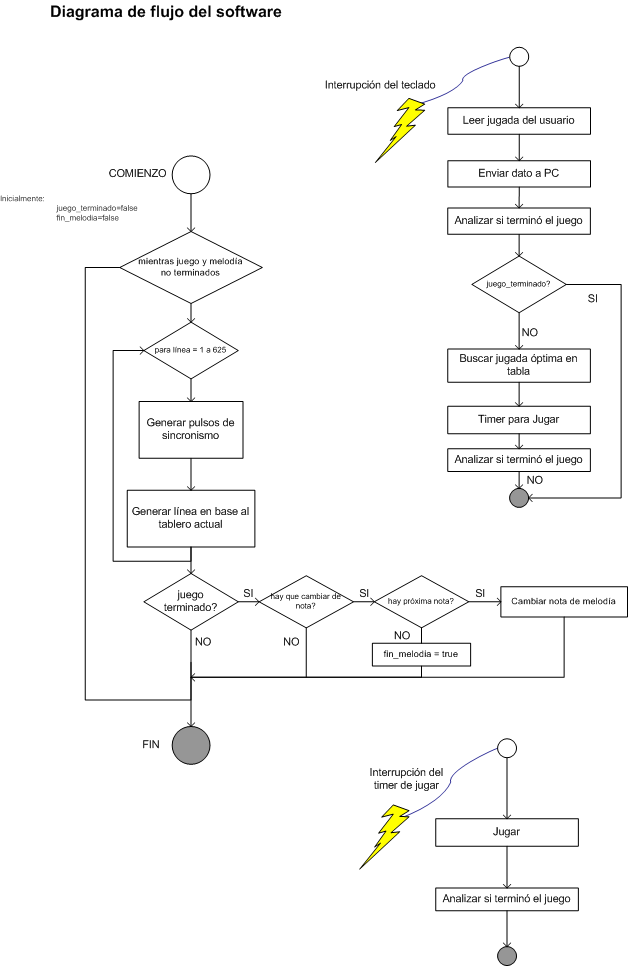 Diagrama de flujo del software
Interrupción del teclado
Leer jugada del usuario
Enviar dato a PC
Analizar si terminó el juego
juego_terminado?
SI
NO
Buscar jugada óptima en
tabla
Timer para Jugar
Analizar si terminó el juego
NO
COMIENZO
Inicialmente:
juego_terminado=false
fin_melodia=false
mientras juego y melodía
no terminados
para línea = 1 a 625
Generar pulsos de
sincronismo
Generar línea en base al
tablero actual
juego
terminado?
SI
NO
hay que cambiar de
nota?
SI
NO
hay próxima nota?
SI
NO
Cambiar nota de melodía
fin_melodia = true
FIN
Interrupción del
timer de jugar
Jugar
Analizar si terminó el juego